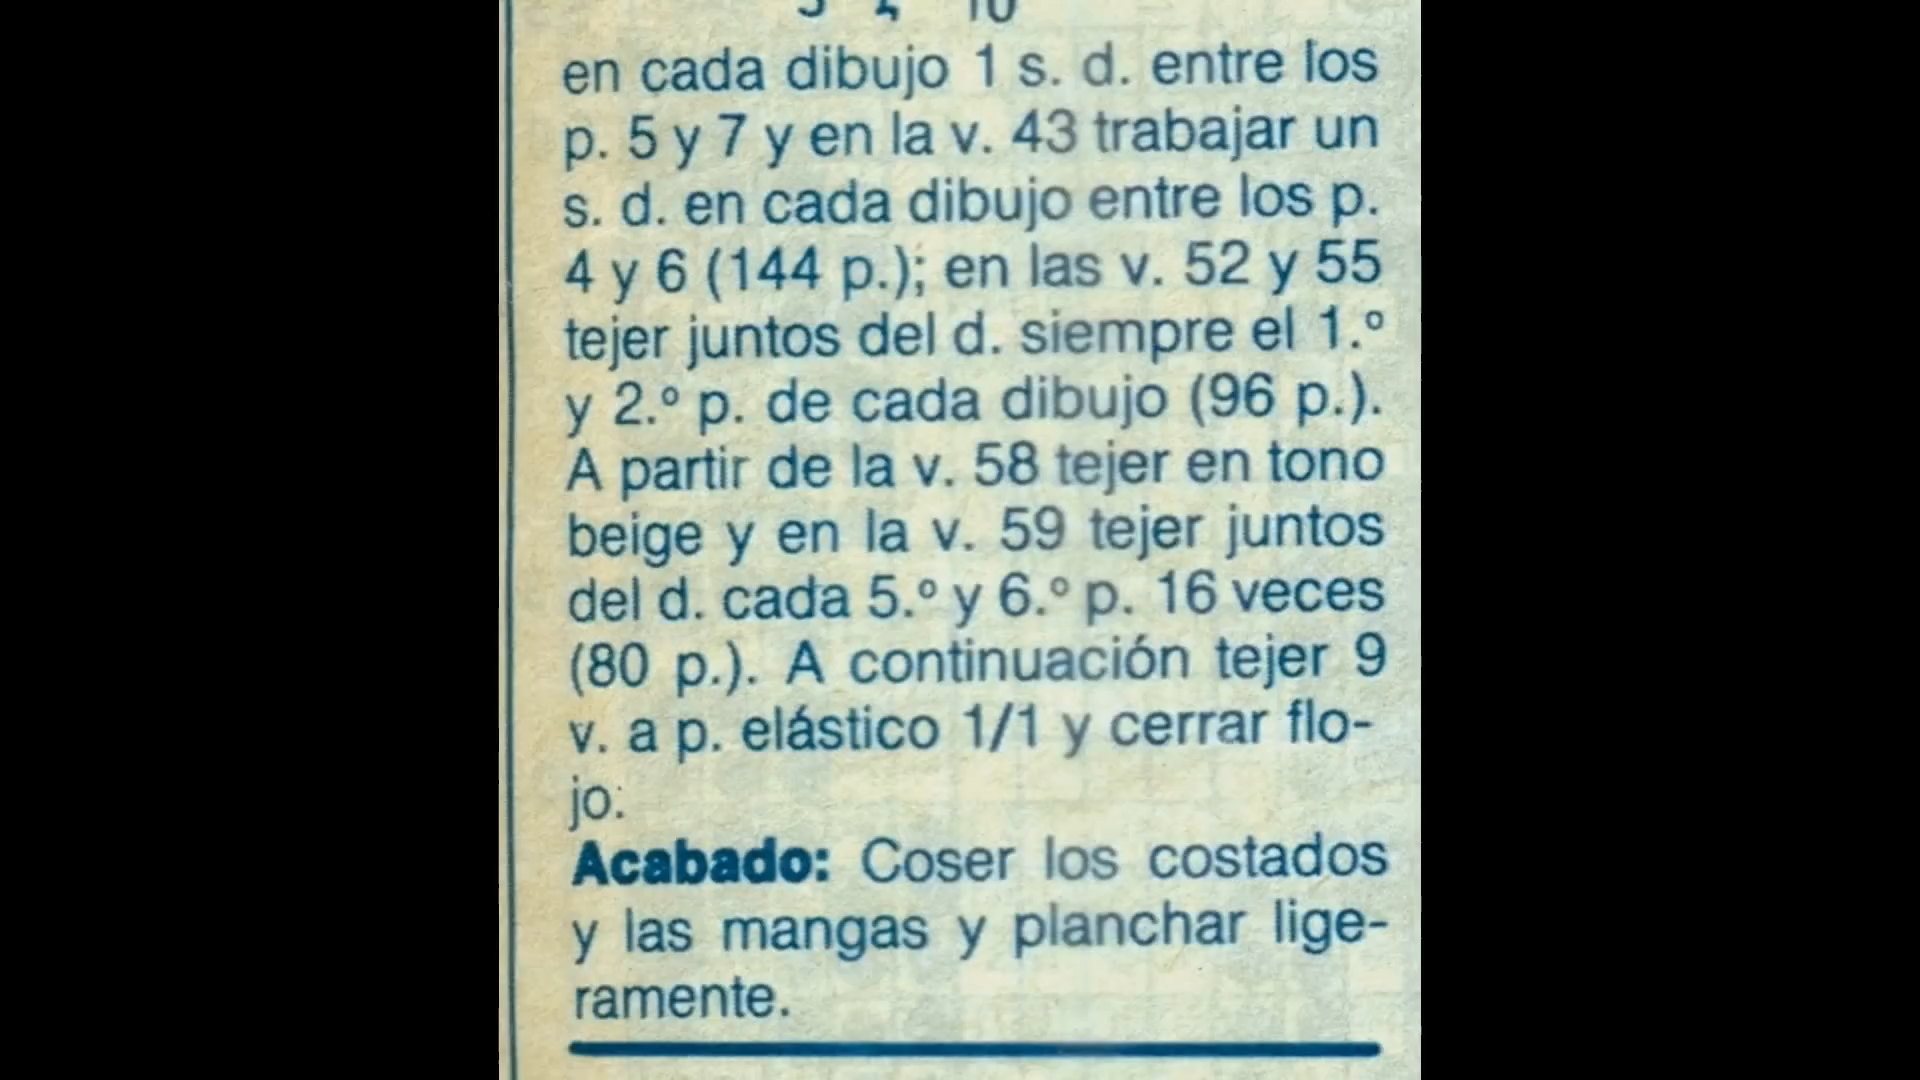 en cada dibujo 1 s. d. entre los
p. 5 y 7 y en la v. 43 trabajar un
s. d. en cada dibujo entre los p.
4 y 6 (144 p.); en las v. 52 y 55
tejer juntos del d. siempre el 1.º
y 2.º p. de cada dibujo (96 p.).
A partir de la v. 58 tejer en tono
beige y en la v. 59 tejer juntos
del d. cada 5.º y 6.º p. 16 veces
(80 p.). A continuación tejer 9
v. a p. elástico 1/1 y cerrar flo-
jo.
Acabado: Coser los costados
y las mangas y planchar lige-
ramente.